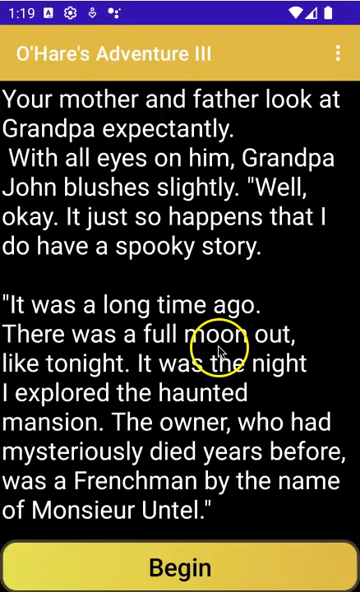 1:19
O'Hare's Adventure III
Your mother and father look at
Grandpa expectantly.
With all eyes on him, Grandpa
John blushes slightly. "Well,
okay. It just so happens that I
do have a spooky story.
"It was a long time ago.
There was a full moon out,
like tonight. It was the night
I explored the haunted
mansion. The owner, who had
mysteriously died years before,
was a Frenchman by the name
of Monsieur Untel."
Begin